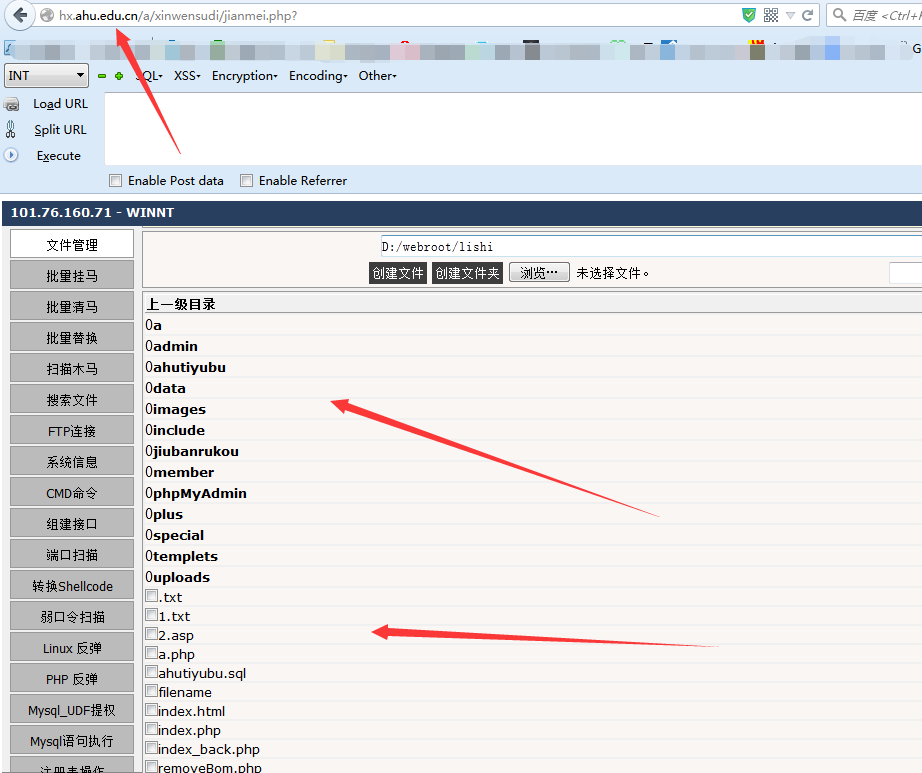 hx.ahu.edu.cn/a/xinwensudi/jianmei.php?
百度 <Ctrl+
INT
QL▾ XSS▾ Encryption▾ Encoding▾ Other▾
Load URL
Split URL
Execute
Enable Post data Enable Referrer
101.76.160.71 - WINNT
文件管理
批量挂马
批量清马
批量替换
扫描木马
搜索文件
FTP连接
系统信息
CMD命令
组建接口
端口扫描
转换Shellcode
弱口令扫描
Linux 反弹
PHP 反弹
Mysql_UDF提权
Mysql语句执行
注册表操作
D:/webroot/lishi
创建文件 创建文件夹 浏览… 未选择文件。
上一级目录
0a
0admin
0ahutiyubu
0data
0images
0include
0jiubanrukou
0member
0phpMyAdmin
0plus
0special
0templets
0uploads
.txt
1.txt
2.asp
a.php
ahutiyubu.sql
filename
index.html
index.php
index_back.php
removeBom.php